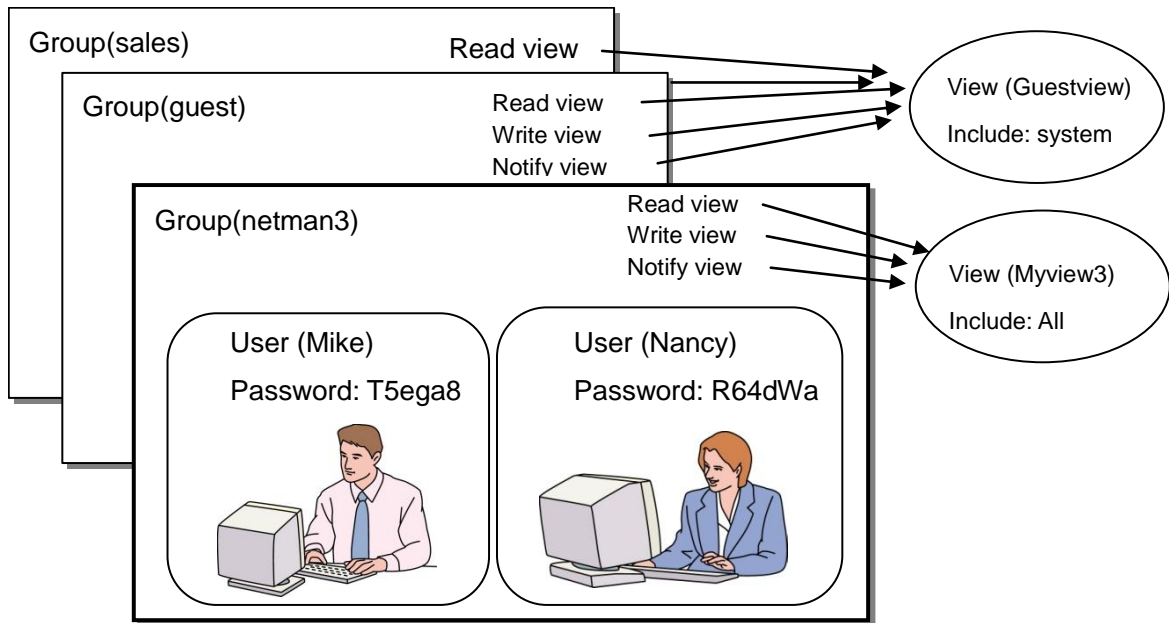 Group(sales)
Read view
Group(guest)
Read view
Write view
Notify view
View (Guestview)
Include: system
Group(netman3)
Read view
Write view
Notify view
View (Myview3)
Include: All
User (Mike)
Password: T5ega8
User (Nancy)
Password: R64dWa